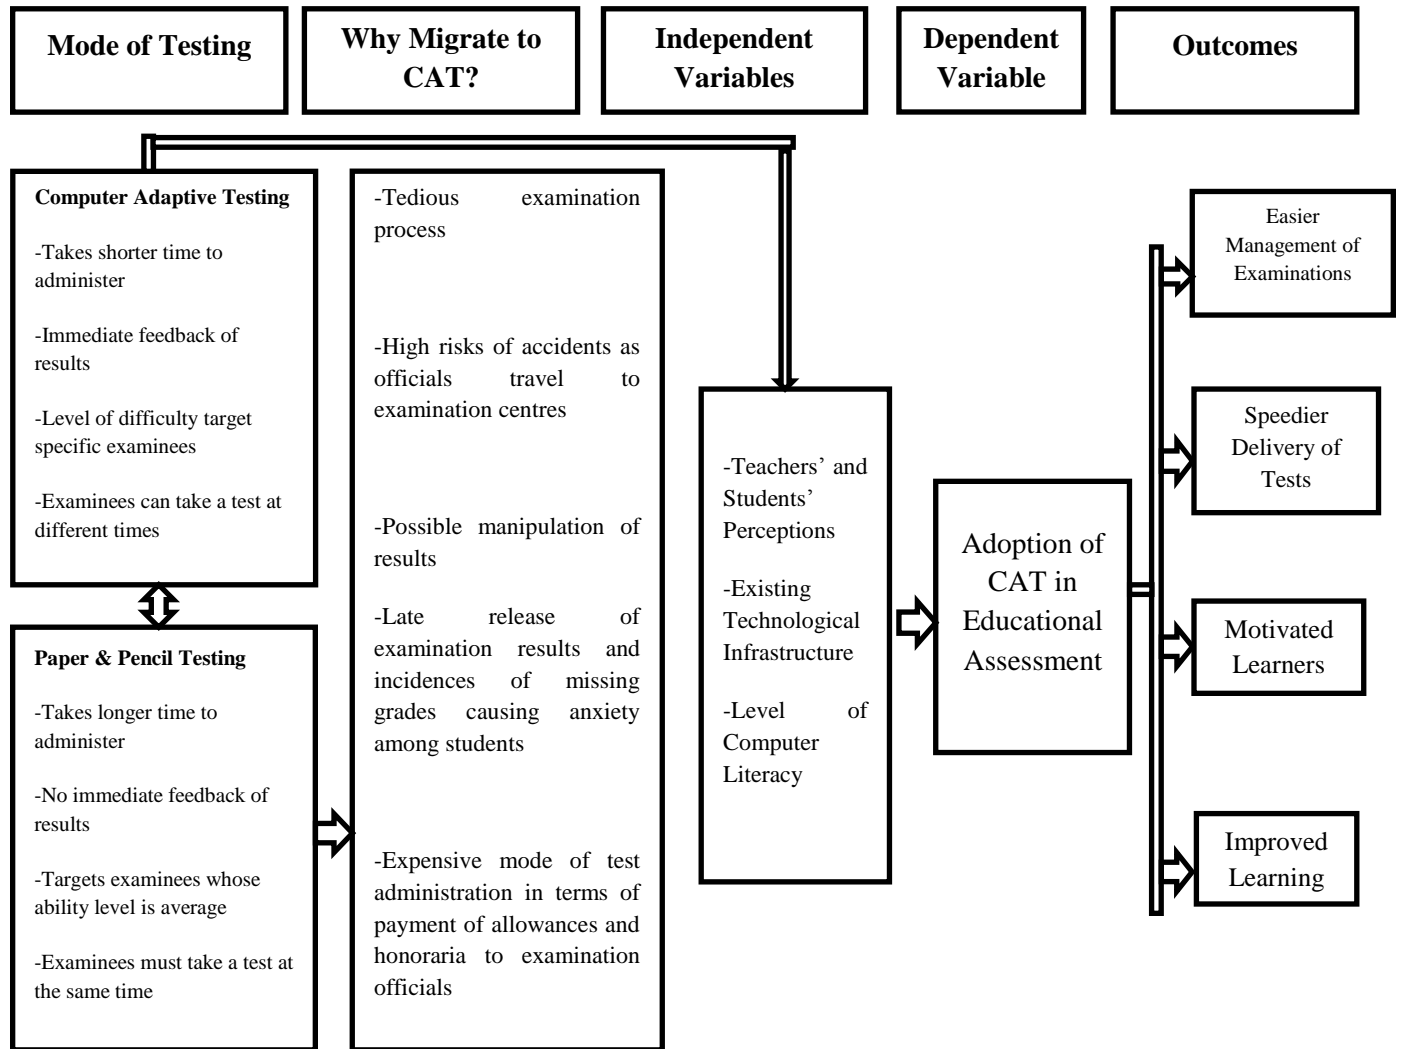 Mode of Testing
Why Migrate to
CAT?
Independent
Variables
Dependent
Variable
Outcomes
Computer Adaptive Testing
-Takes shorter time to
administer
-Immediate feedback of
results
-Level of difficulty target
specific examinees
-Examinees can take a test at
different times
Paper & Pencil Testing
-Takes longer time to
administer
-No immediate feedback of
results
-Targets examinees whose
ability level is average
-Examinees must take a test at
the same time
-Tedious examination
process
-High risks of accidents as
officials travel to
examination centres
-Possible manipulation of
results
-Late release of
examination results and
incidences of missing
grades causing anxiety
among students
-Expensive mode of test
administration in terms of
payment of allowances and
honoraria to examination
officials
-Teachers’ and
Students’
Perceptions
-Existing
Technological
Infrastructure
-Level of
Computer
Literacy
Adoption of
CAT in
Educational
Assessment
Easier
Management of
Examinations
Speedier
Delivery of
Tests
Motivated
Learners
Improved
Learning